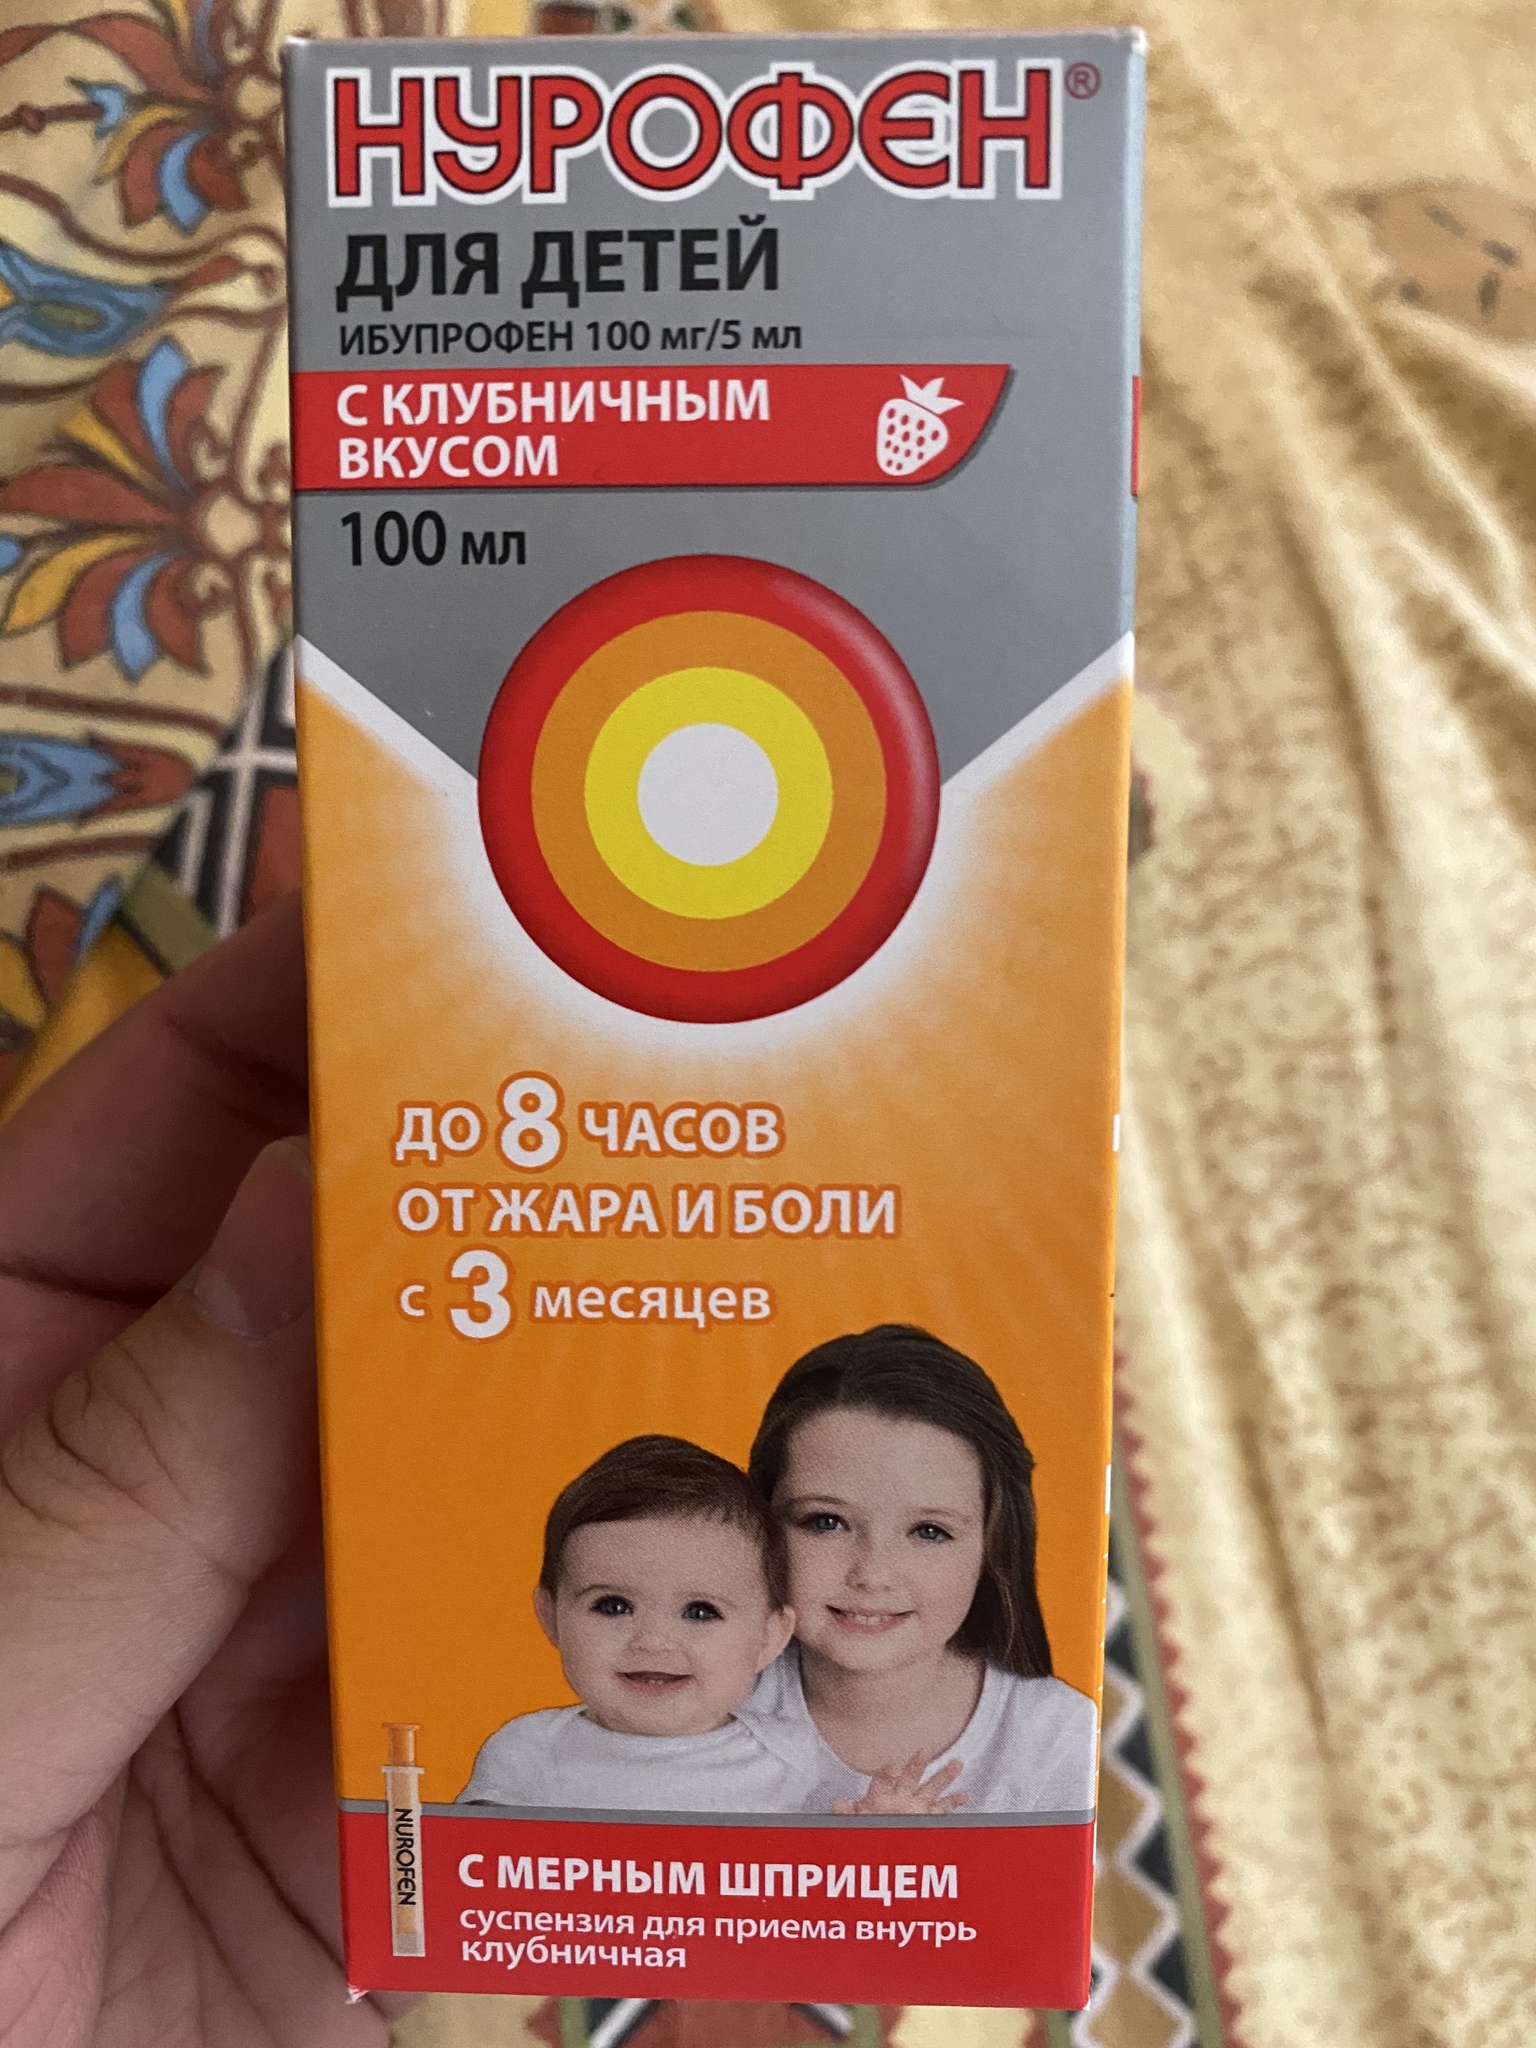 НУРОФЕН®
ДЛЯ ДЕТЕЙ
ИБУПРОФЕН 100 мг/5 мл
С КЛУБНИЧНЫМ
ВКУСОМ
100 мл
ДО 8 ЧАСОВ
ОТ ЖАРА И БОЛИ
с 3 месяцев
NUROFEN
С МЕРНЫМ ШПРИЦЕМ
суспензия для приема внутрь
клубничная